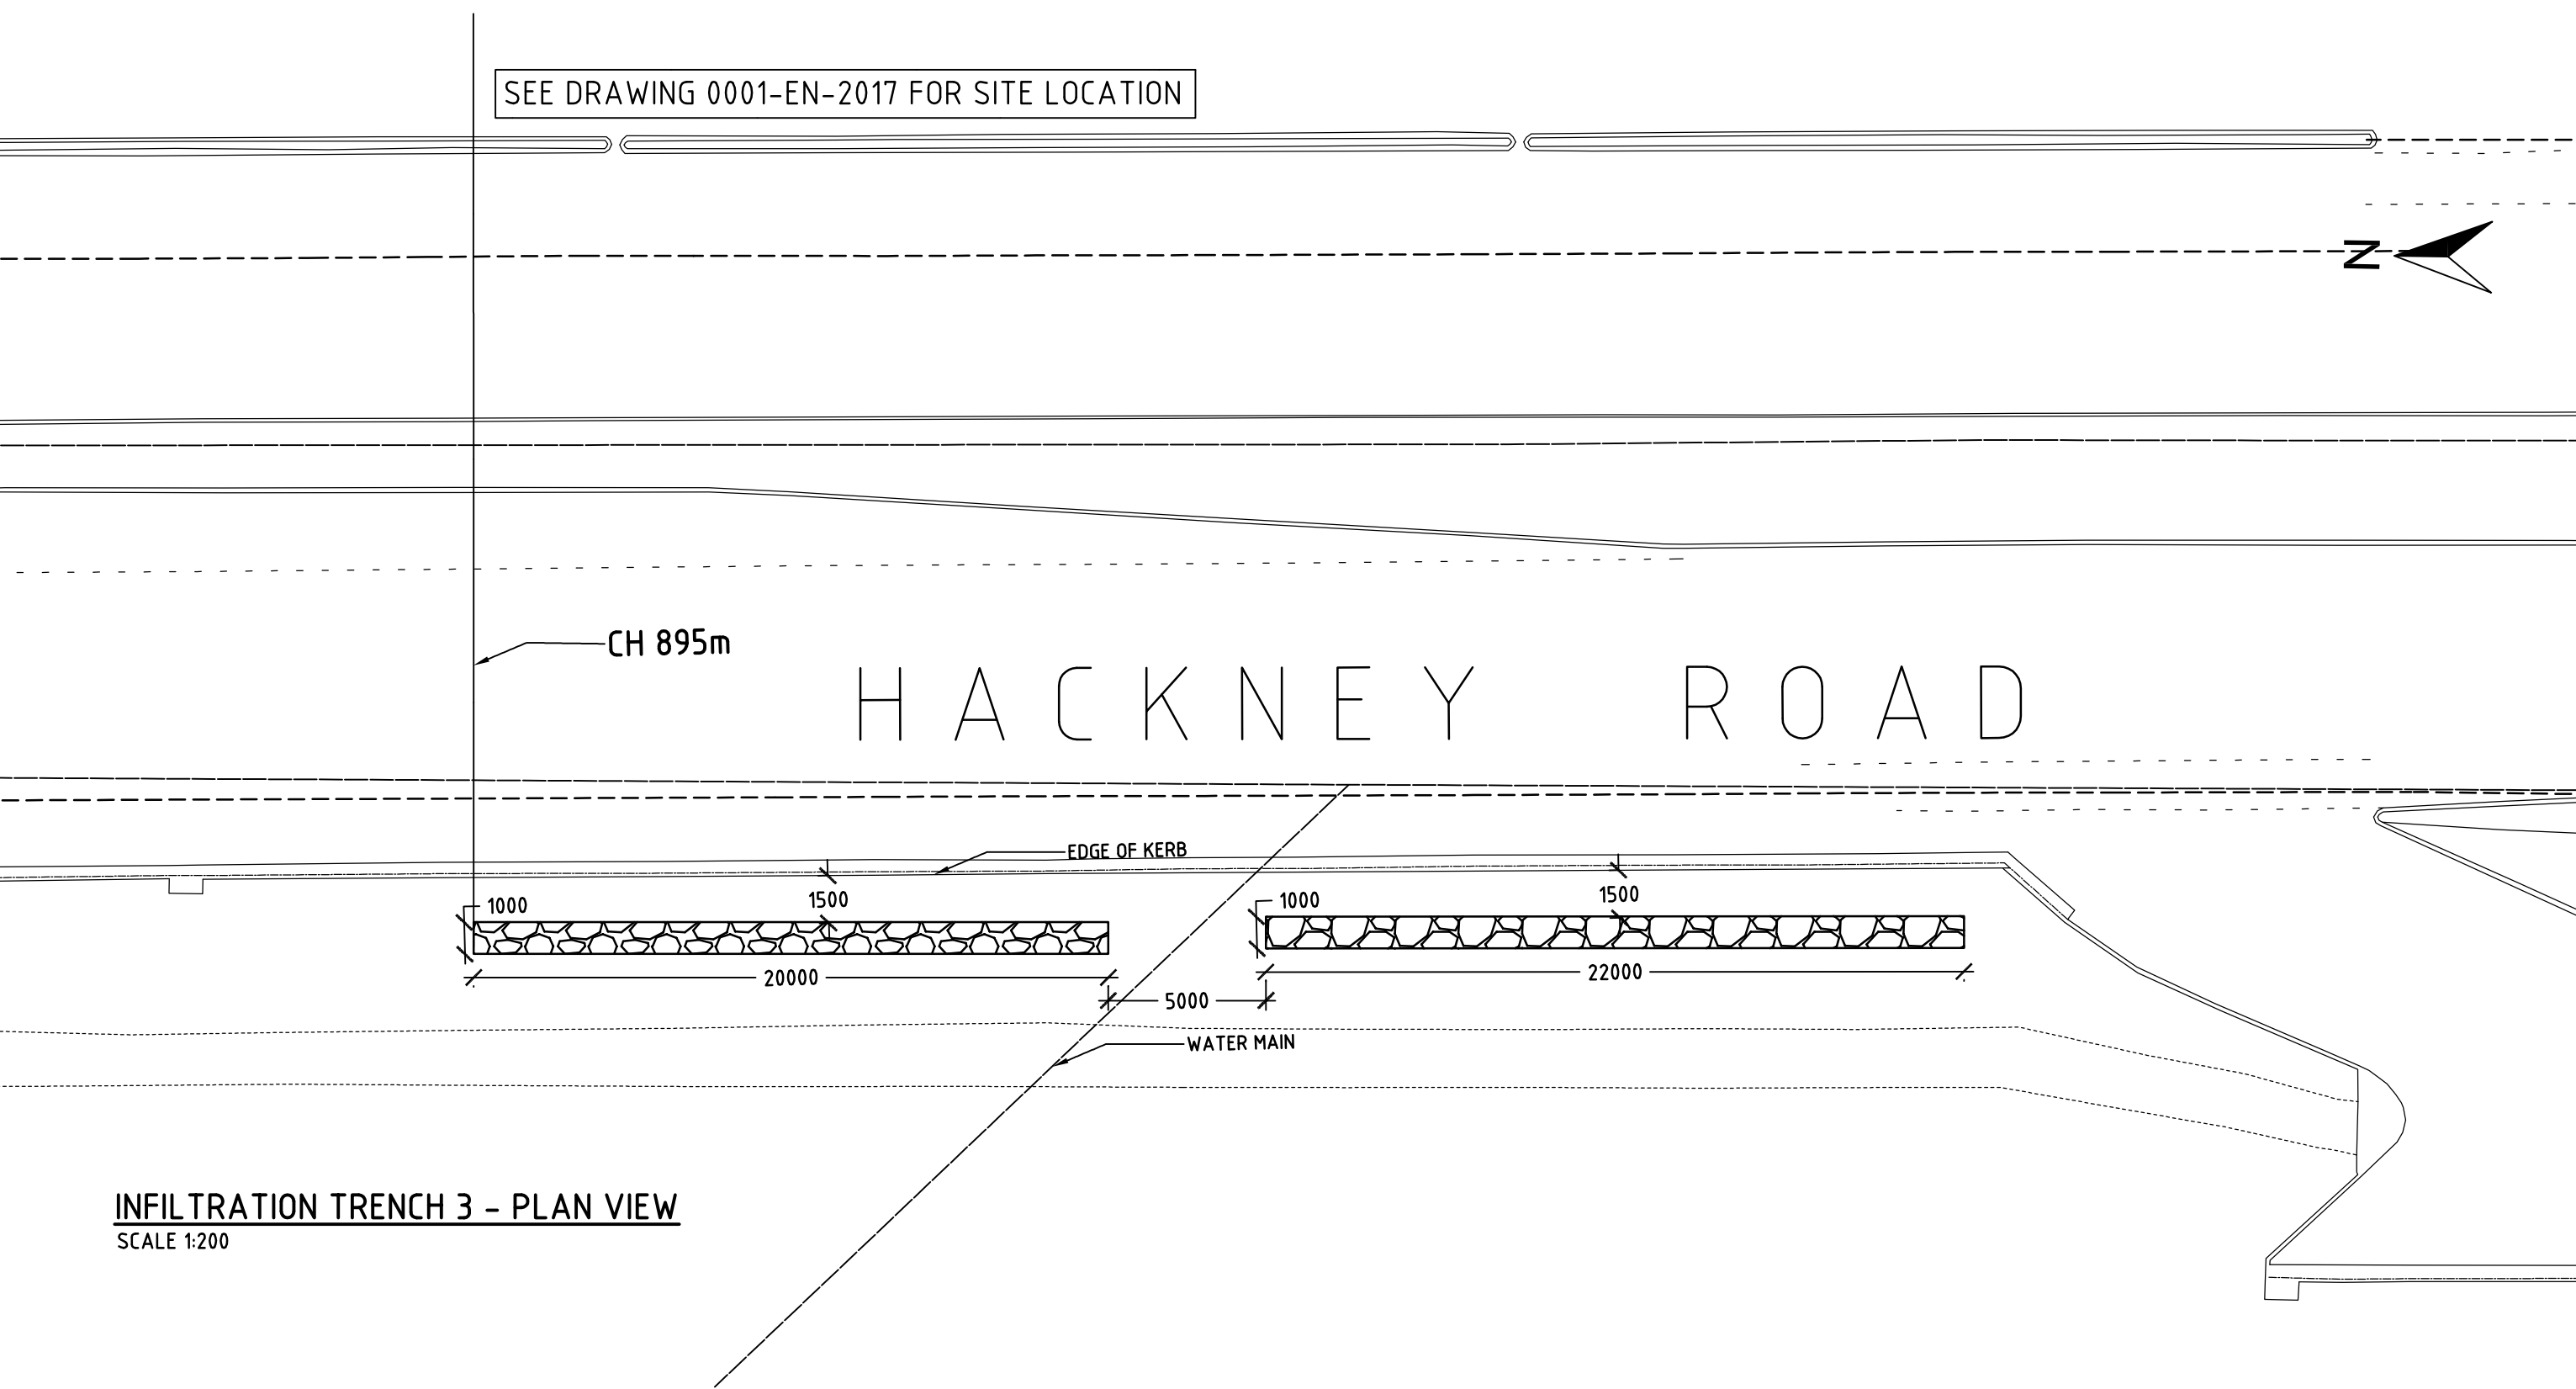 SEE DRAWING 0001-EN-2017 FOR SITE LOCATION
N
CH 895m
HACKNEY ROAD
EDGE OF KERB
1000
1500
1000
1500
20000
22000
5000
WATER MAIN
INFILTRATION TRENCH 3 - PLAN VIEW
SCALE 1:200